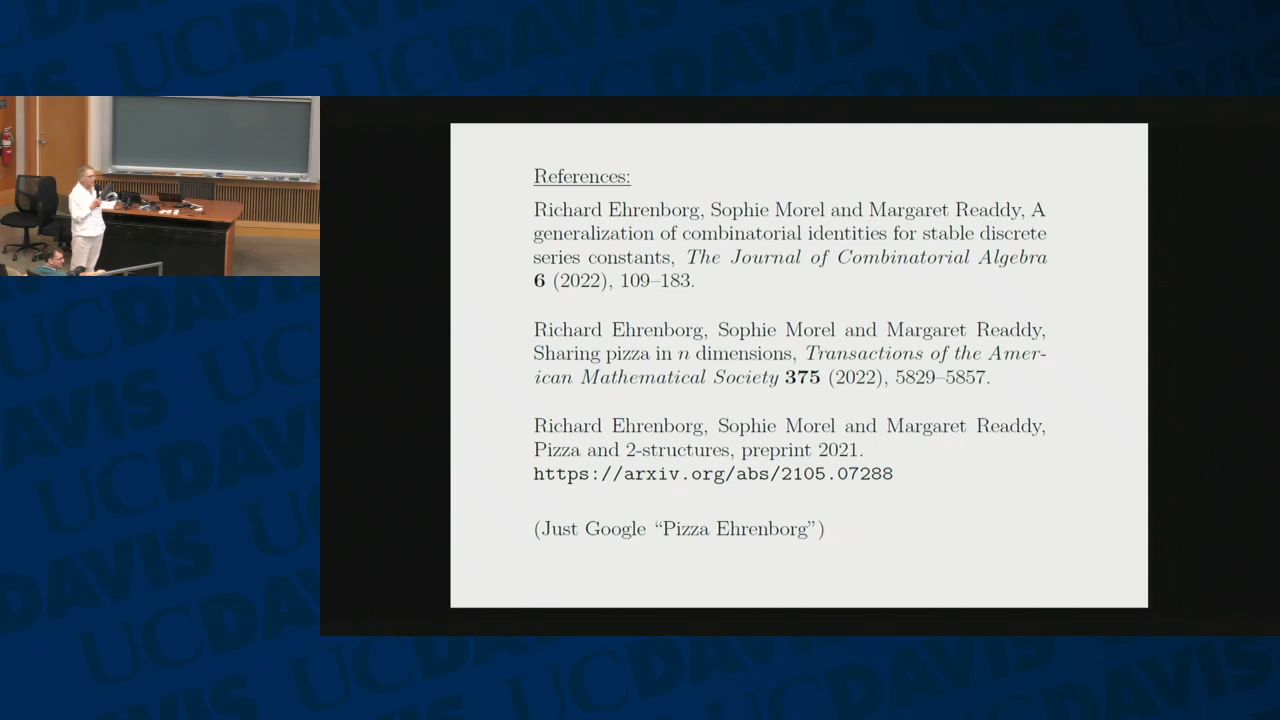 UCDAVIS
References:
Richard Ehrenborg, Sophie Morel and Margaret Readdy, A
generalization of combinatorial identities for stable discrete
series constants, The Journal of Combinatorial Algebra
6 (2022), 109–183.
Richard Ehrenborg, Sophie Morel and Margaret Readdy,
Sharing pizza in n dimensions, Transactions of the Amer-
ican Mathematical Society 375 (2022), 5829–5857.
Richard Ehrenborg, Sophie Morel and Margaret Readdy,
Pizza and 2-structures, preprint 2021.
https://arxiv.org/abs/2105.07288
(Just Google “Pizza Ehrenborg”)